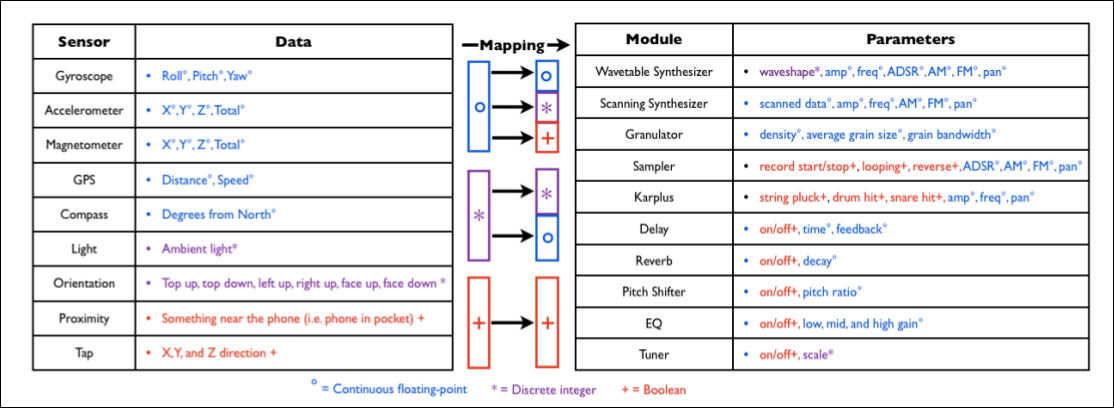 Sensor Data
Gyroscope • Roll°, Pitch°, Yaw°
Accelerometer • X°, Y°, Z°, Total°
Magnetometer • X°, Y°, Z°, Total°
GPS • Distance°, Speed°
Compass • Degrees from North°
Light • Ambient light*
Orientation • Top up, top down, left up, right up, face up, face down *
Proximity • Something near the phone (i.e. phone in pocket) +
Tap • X, Y, and Z direction +
Mapping
° °
*
+
* *
°
+ +
Module Parameters
Wavetable Synthesizer • waveshape*, amp°, freq°, ADSR°, AM°, FM°, pan°
Scanning Synthesizer • scanned data°, amp°, freq°, AM°, FM°, pan°
Granulator • density°, average grain size°, grain bandwidth°
Sampler • record start/stop+, looping+, reverse+, ADSR°, AM°, FM°, pan°
Karplus • string pluck+, drum hit+, snare hit+, amp°, freq°, pan°
Delay • on/off+, time°, feedback°
Reverb • on/off+, decay°
Pitch Shifter • on/off+, pitch ratio°
EQ • on/off+, low, mid, and high gain°
Tuner • on/off+, scale*
° = Continuous floating-point * = Discrete integer + = Boolean